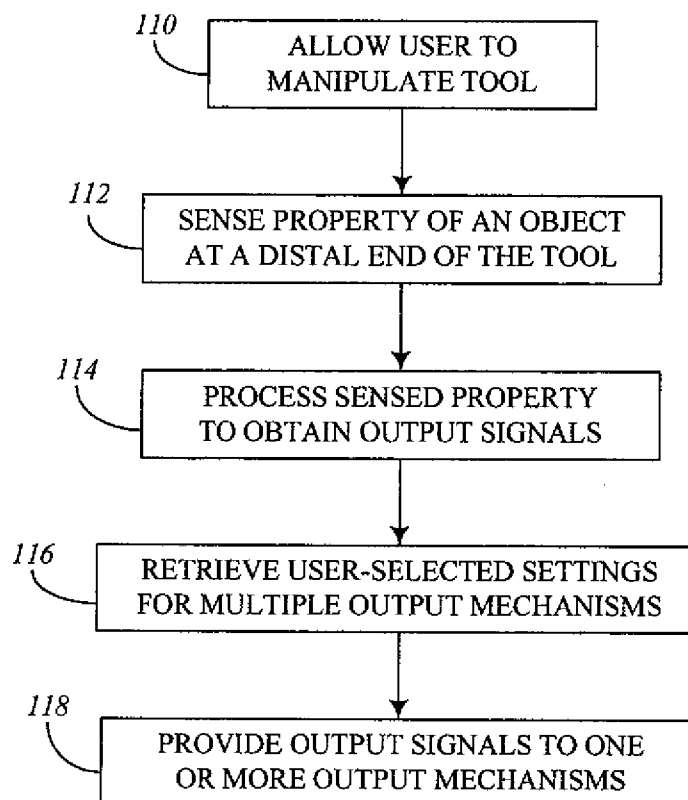 110
ALLOW USER TO
MANIPULATE TOOL
112
SENSE PROPERTY OF AN OBJECT
AT A DISTAL END OF THE TOOL
114
PROCESS SENSED PROPERTY
TO OBTAIN OUTPUT SIGNALS
116
RETRIEVE USER-SELECTED SETTINGS
FOR MULTIPLE OUTPUT MECHANISMS
118
PROVIDE OUTPUT SIGNALS TO ONE
OR MORE OUTPUT MECHANISMS